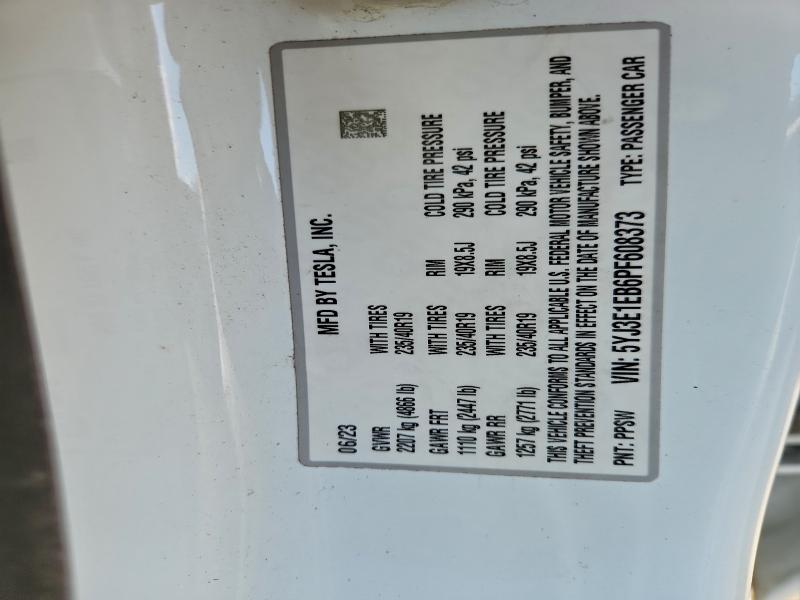 MFD BY TESLA, INC.
06/23
GVWR WITH TIRES
2207 kg (4866 lb) 235/40R19
GAWR FRT WITH TIRES RIM COLD TIRE PRESSURE
1110 kg (2447 lb) 235/40R19 19X8.5J 290 kPa, 42 psi
GAWR RR WITH TIRES RIM COLD TIRE PRESSURE
1257 kg (2771 lb) 235/40R19 19X8.5J 290 kPa, 42 psi
THIS VEHICLE CONFORMS TO ALL APPLICABLE U.S. FEDERAL MOTOR VEHICLE SAFETY, BUMPER, AND
THEFT PREVENTION STANDARDS IN EFFECT ON THE DATE OF MANUFACTURE SHOWN ABOVE.
PNT: PPSW VIN: 5YJ3E1EB6PF608373 TYPE: PASSENGER CAR